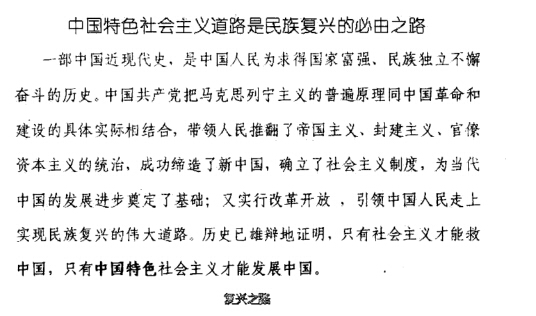 中国特色社会主义道路是民族复兴的必由之路
一部中国近现代史，是中国人民为求得国家富强、民族独立不懈
奋斗的历史。中国共产党把马克思列宁主义的普遍原理同中国革命和
建设的具体实际相结合，带领人民推翻了帝国主义、封建主义、官僚
资本主义的统治，成功缔造了新中国，确立了社会主义制度，为当代
中国的发展进步奠定了基础；又实行改革开放，引领中国人民走上
实现民族复兴的伟大道路。历史已雄辩地证明，只有社会主义才能救
中国，只有中国特色社会主义才能发展中国。
复兴之路